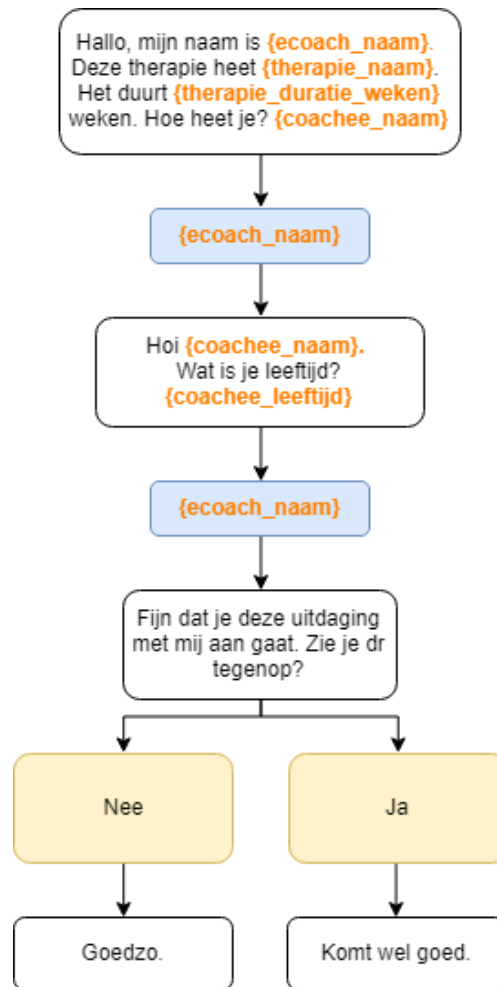 Hallo, mijn naam is {ecoach_naam}.
Deze therapie heet {therapie_naam}.
Het duurt {therapie_duratie_weken}
weken. Hoe heet je? {coachee_naam}
{ecoach_naam}
Hoi {coachee_naam}.
Wat is je leeftijd?
{coachee_leeftijd}
{ecoach_naam}
Fijn dat je deze uitdaging
met mij aan gaat. Zie je dr
tegenop?
Nee
Ja
Goedzo.
Komt wel goed.